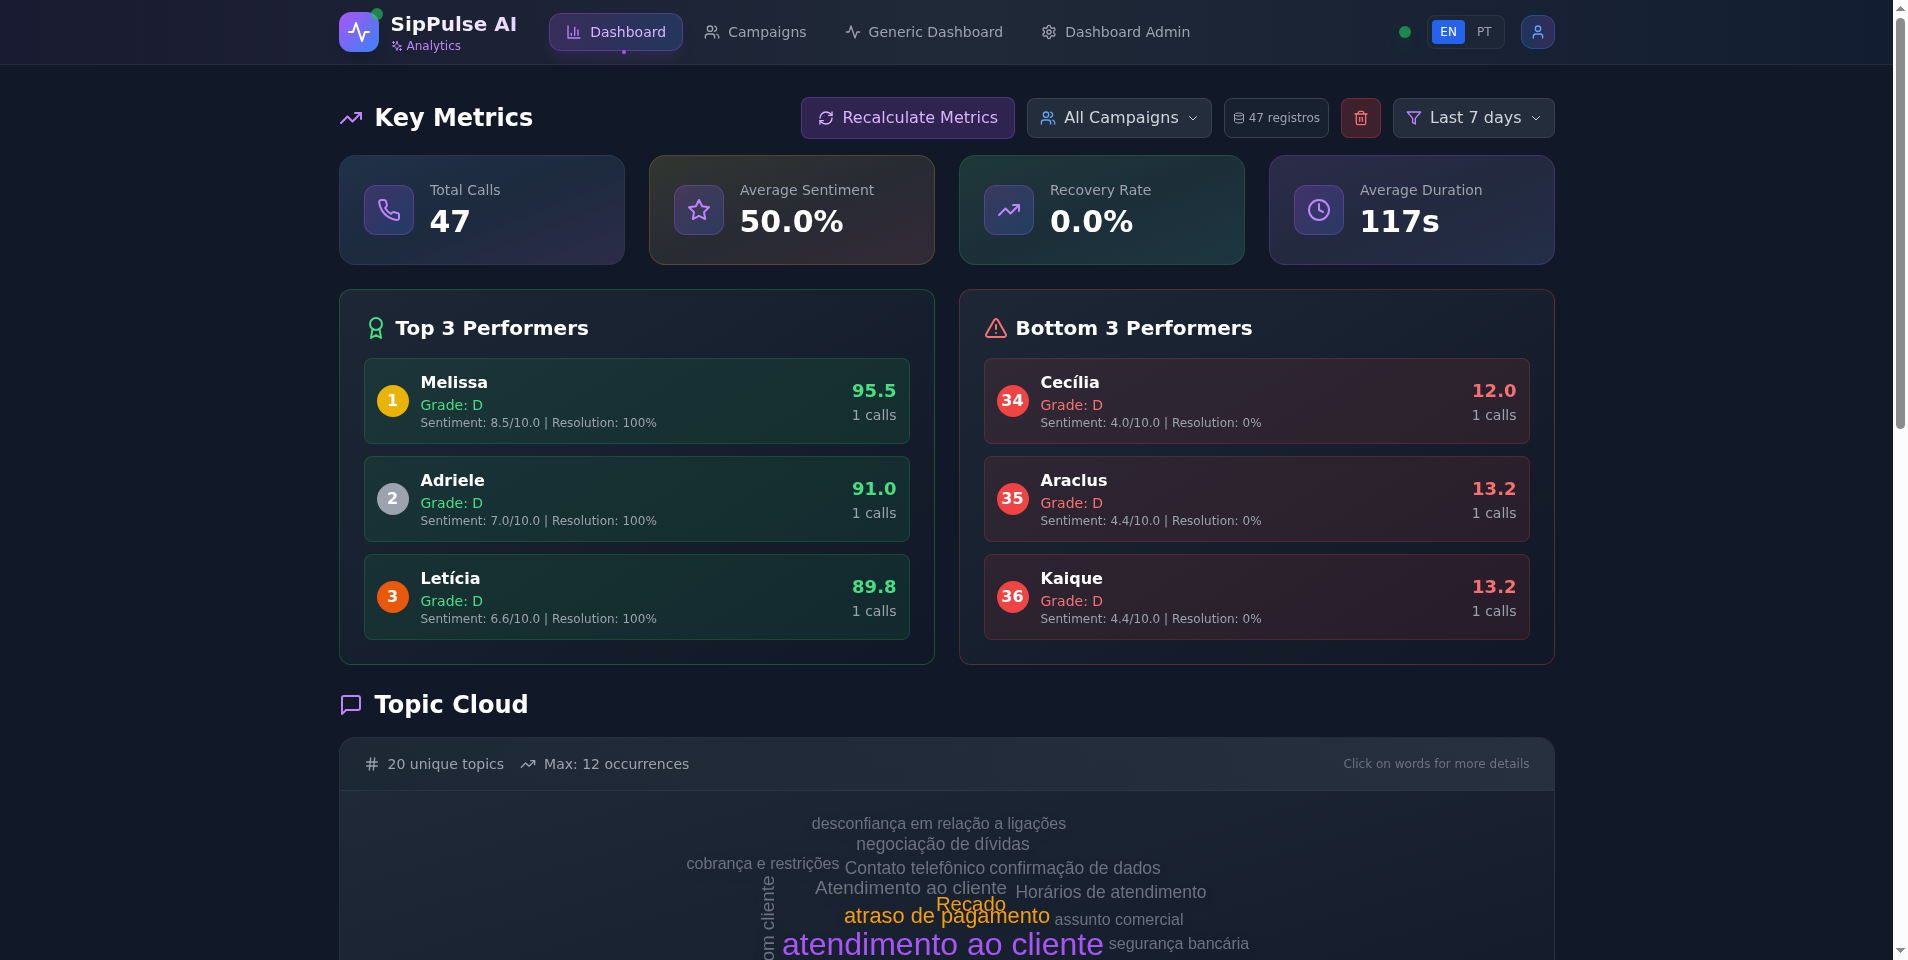 SipPulse AI
Analytics
Dashboard
Campaigns
Generic Dashboard
Dashboard Admin
EN
PT
Key Metrics
Recalculate Metrics
All Campaigns
47 registros
Last 7 days
Total Calls
47
Average Sentiment
50.0%
Recovery Rate
0.0%
Average Duration
117s
Top 3 Performers
1
Melissa
Grade: D
Sentiment: 8.5/10.0 | Resolution: 100%
95.5
1 calls
2
Adriele
Grade: D
Sentiment: 7.0/10.0 | Resolution: 100%
91.0
1 calls
3
Letícia
Grade: D
Sentiment: 6.6/10.0 | Resolution: 100%
89.8
1 calls
Bottom 3 Performers
34
Cecília
Grade: D
Sentiment: 4.0/10.0 | Resolution: 0%
12.0
1 calls
35
Araclus
Grade: D
Sentiment: 4.4/10.0 | Resolution: 0%
13.2
1 calls
36
Kaique
Grade: D
Sentiment: 4.4/10.0 | Resolution: 0%
13.2
1 calls
Topic Cloud
20 unique topics
Max: 12 occurrences
Click on words for more details
desconfiança em relação a ligações
negociação de dívidas
cobrança e restrições
Contato telefônico
confirmação de dados
Atendimento ao cliente
Horários de atendimento
Recado
atraso de pagamento
assunto comercial
cliente
atendimento ao cliente
segurança bancária